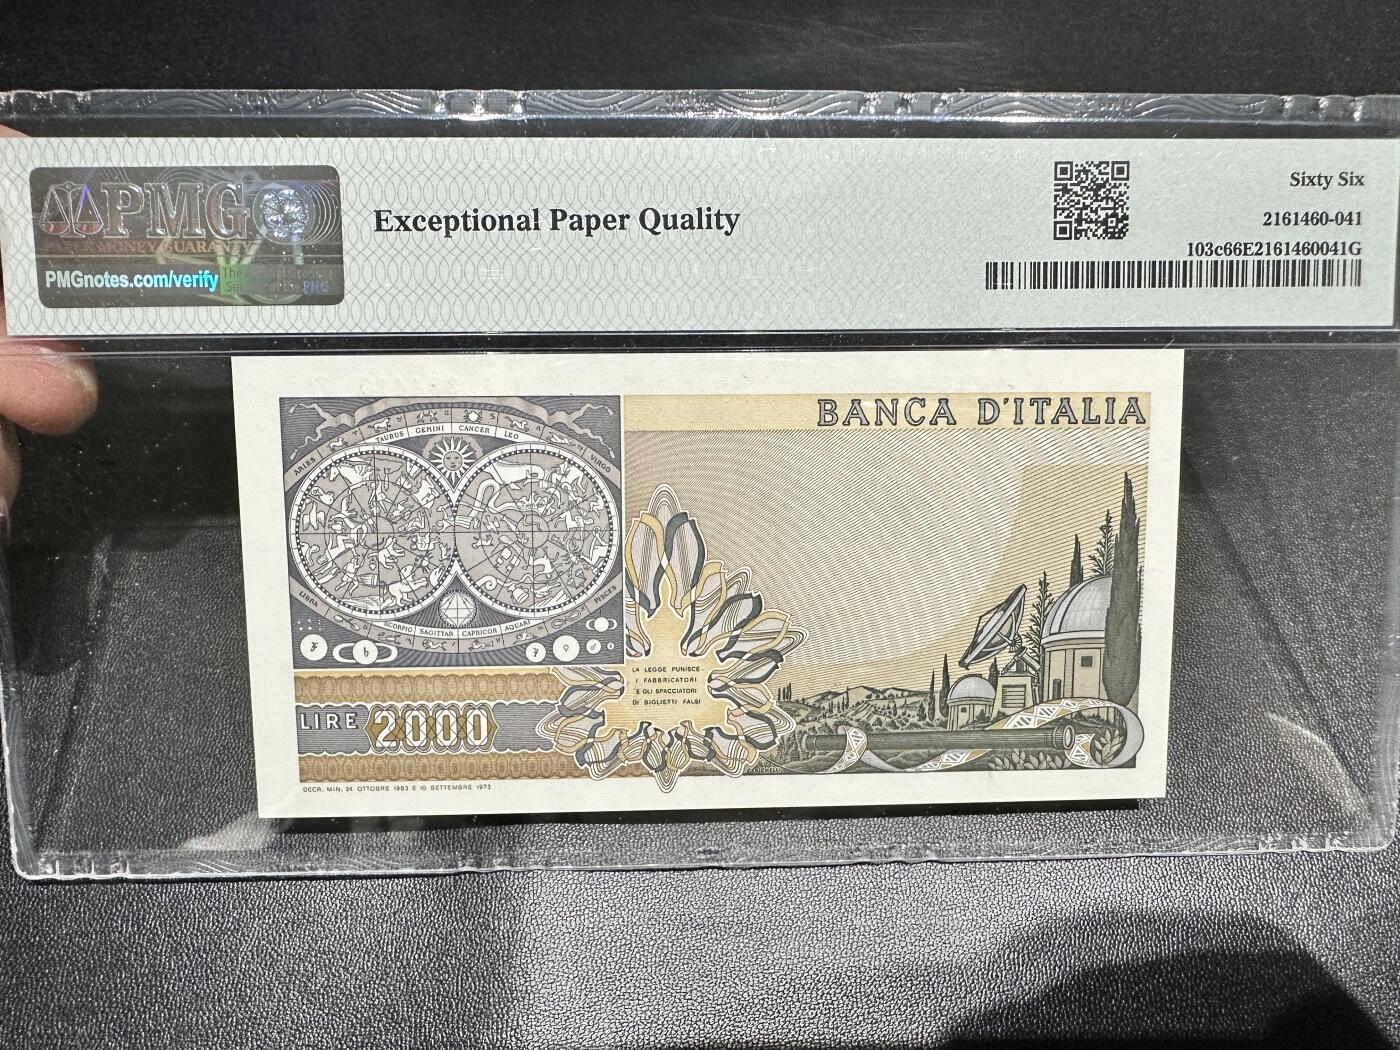 PMG
PAPER MONEY GUARANTY
PMGnotes.com/verify
Exceptional Paper Quality
Sixty Six
2161460-041
103c66E2161460041G
BANCA D'ITALIA
ARIES TAURUS GEMINI CANCER LEO VIRGO
LIBRA SCORPIO SAGITTAR CAPRICOR AQUARI PISCES
LA LEGGE PUNISCE
I FABBRICATORI
E GLI SPACCIATORI
DI BIGLIETTI FALSI
LIRE 2000
DECR. MIN. 24 OTTOBRE 1983 E 10 SETTEMBRE 1973